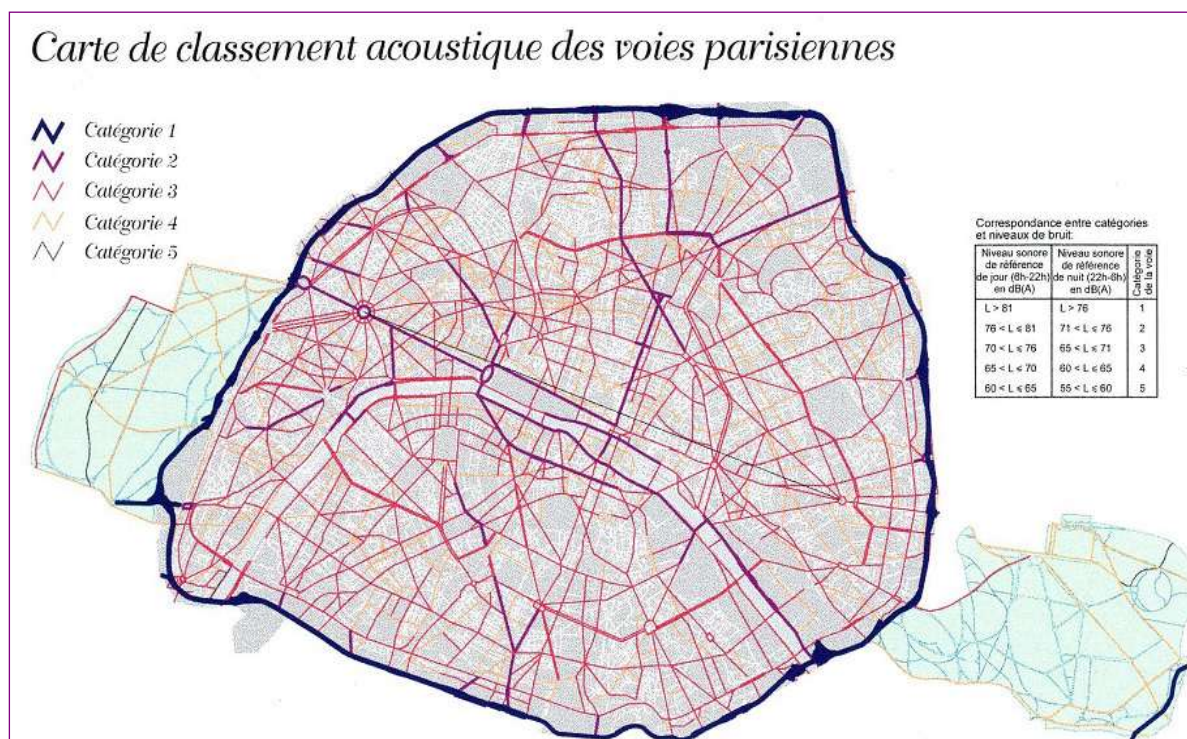 Carte de classement acoustique des voies parisiennes
Catégorie 1
Catégorie 2
Catégorie 3
Catégorie 4
Catégorie 5
Correspondance entre catégories
et niveaux de bruit:
Niveau sonore
de référence
de jour (6h-22h)
en dB(A)
Niveau sonore
de référence
de nuit (22h-6h)
en dB(A)
Catégorie
de la voie
L > 81 L > 76 1
76 < L ≤ 81 71 < L ≤ 76 2
70 < L ≤ 76 65 < L ≤ 71 3
65 < L ≤ 70 60 < L ≤ 65 4
60 < L ≤ 65 55 < L ≤ 60 5